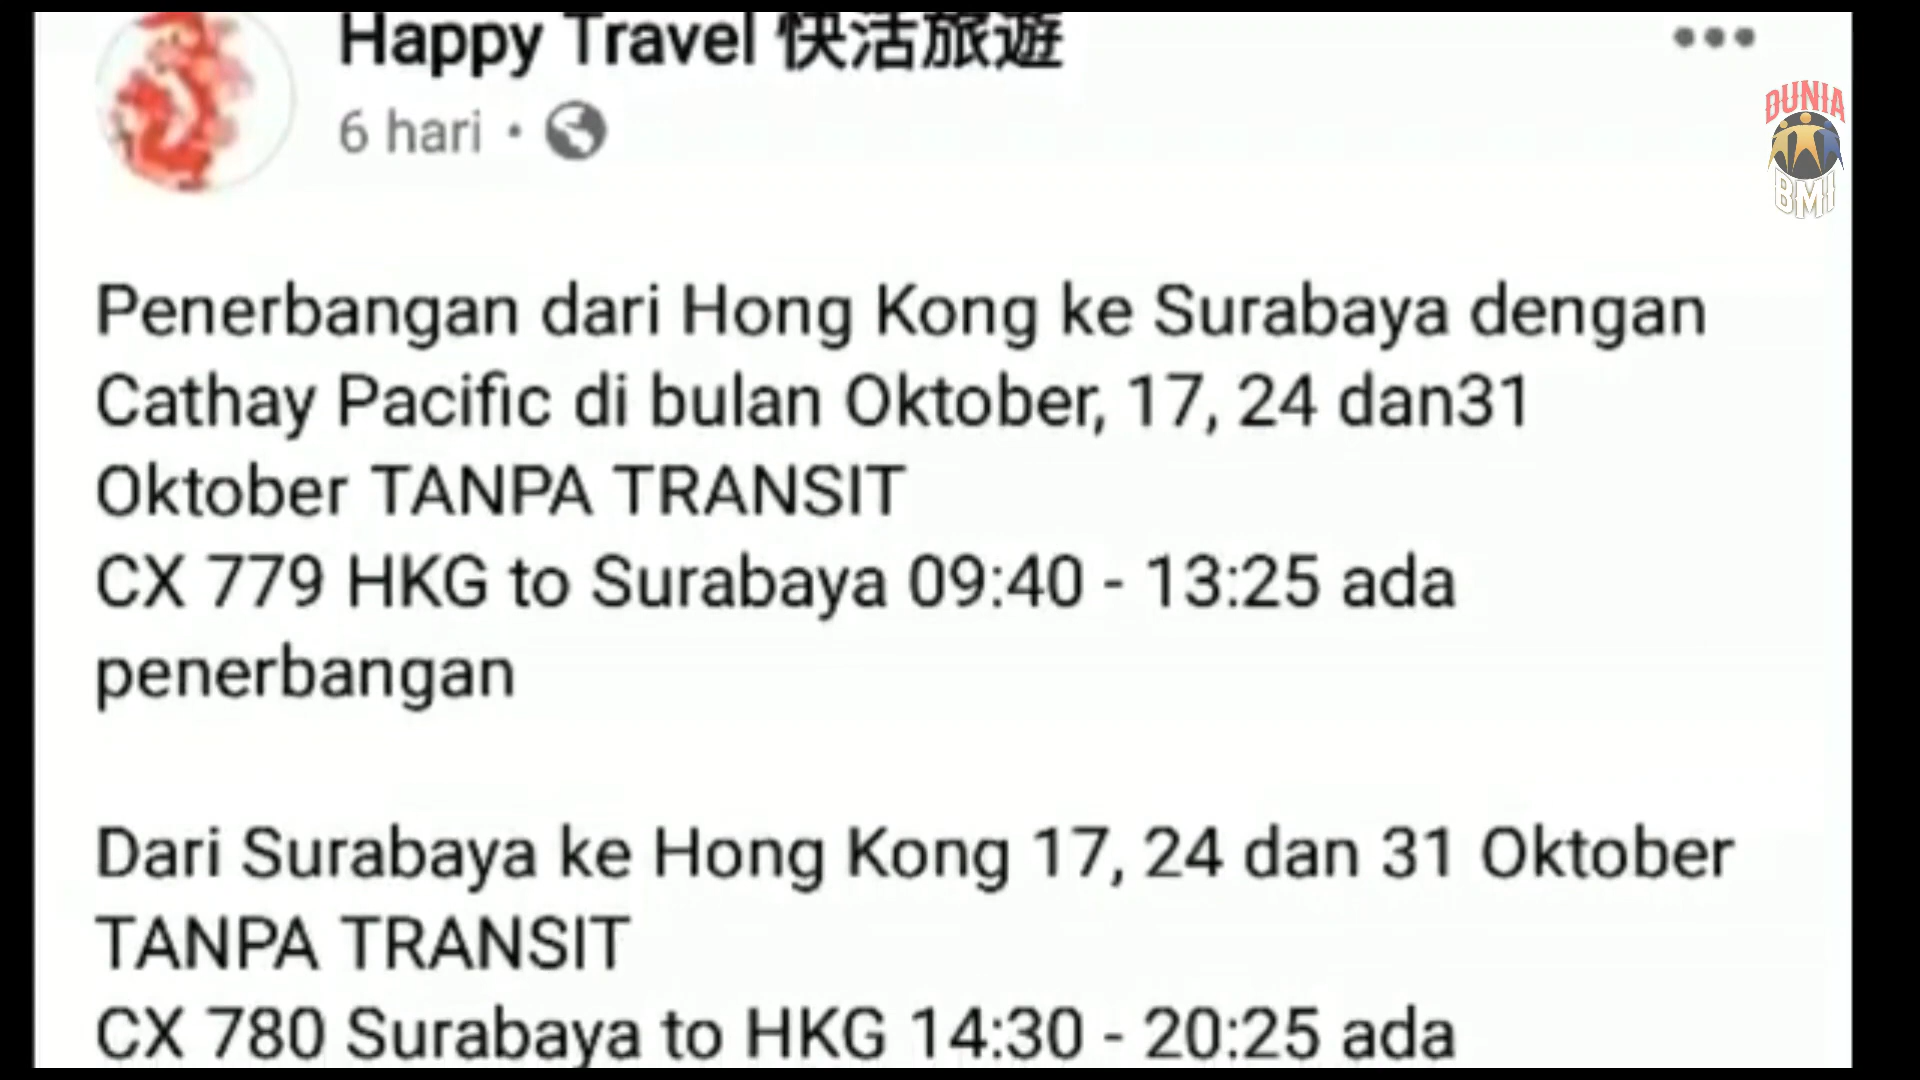 Happy Travel 快活旅遊
6 hari
DUNIA
BMI
Penerbangan dari Hong Kong ke Surabaya dengan
Cathay Pacific di bulan Oktober, 17, 24 dan31
Oktober TANPA TRANSIT
CX 779 HKG to Surabaya 09:40 - 13:25 ada
penerbangan
Dari Surabaya ke Hong Kong 17, 24 dan 31 Oktober
TANPA TRANSIT
CX 780 Surabaya to HKG 14:30 - 20:25 ada